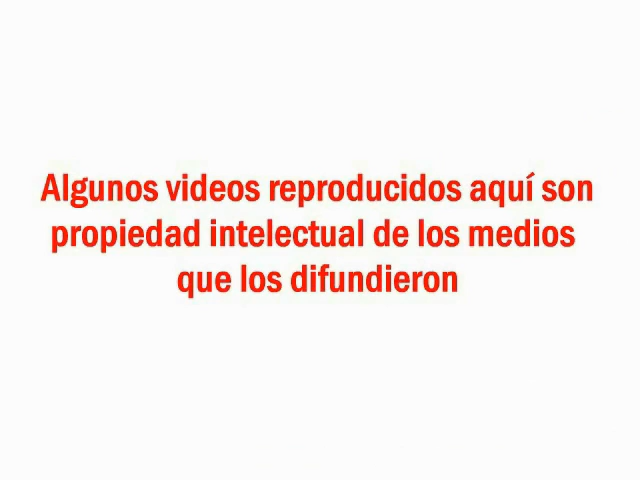 Algunos videos reproducidos aquí son
propiedad intelectual de los medios
que los difundieron